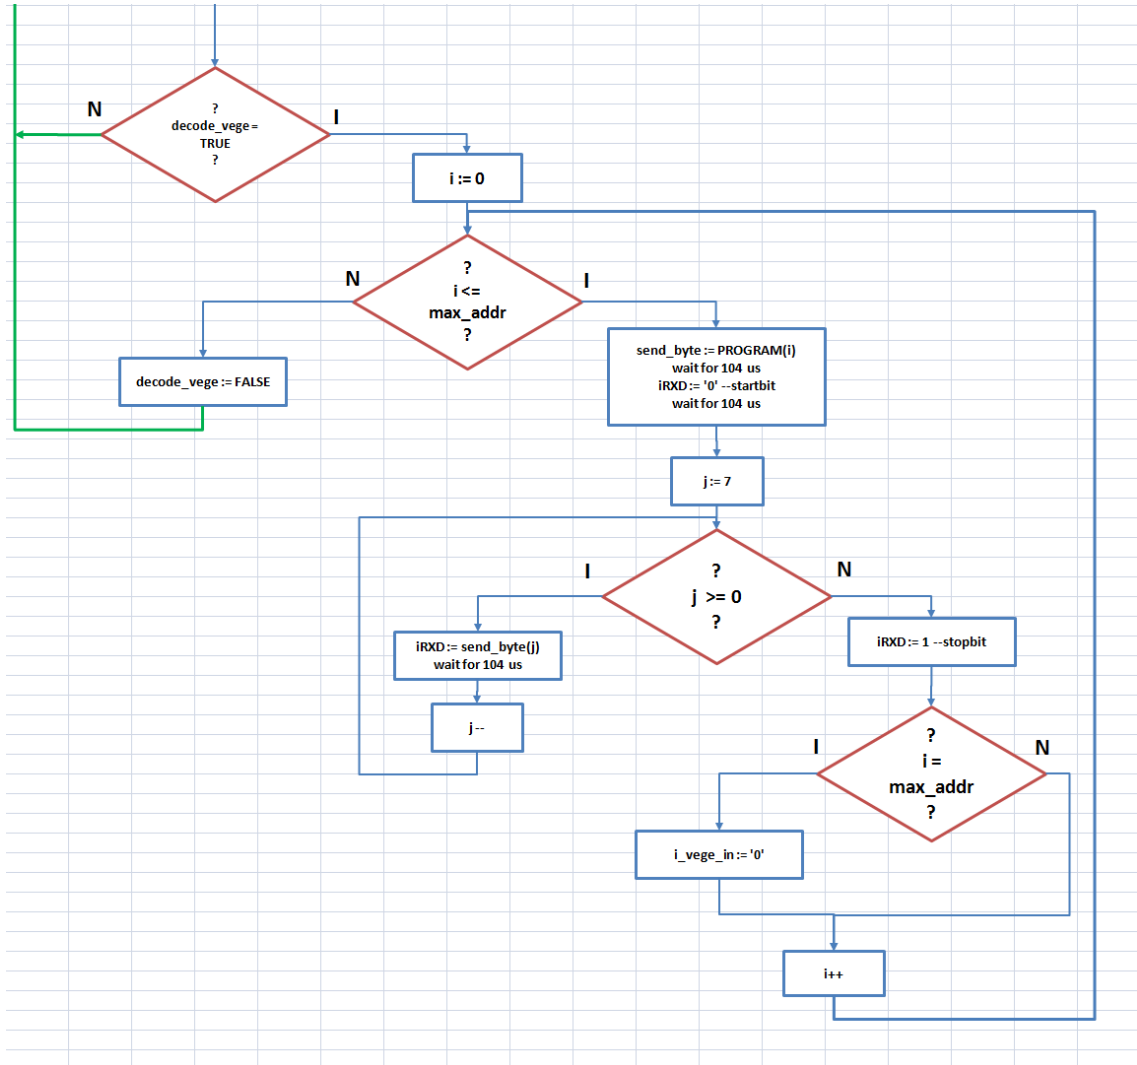 N
?
decode_vege =
TRUE
?
I
i := 0
N
?
i <=
max_addr
?
I
decode_vege := FALSE
send_byte := PROGRAM(i)
wait for 104 us
iRXD := '0' --startbit
wait for 104 us
j := 7
I
?
j >= 0
?
N
iRXD := send_byte(j)
wait for 104 us
iRXD := 1 --stopbit
j --
I
?
i =
max_addr
?
N
i_vege_in := '0'
i++